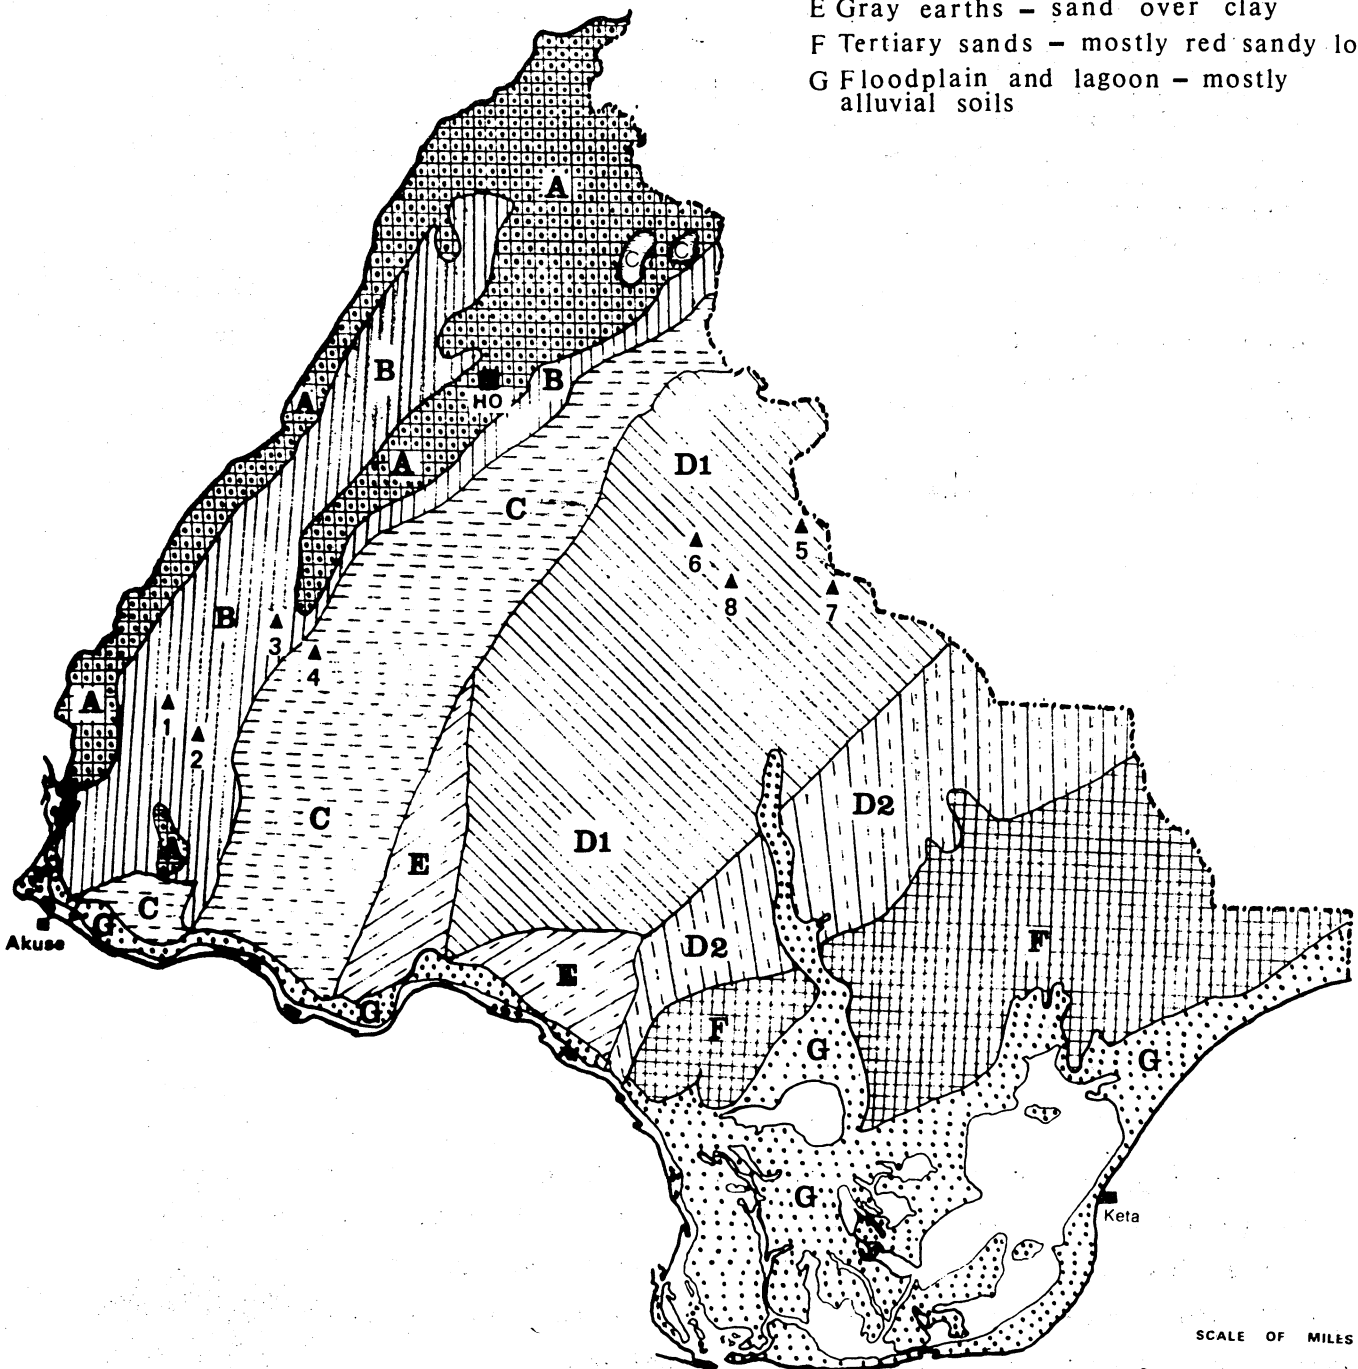 E Gray earths – sand over clay
F Tertiary sands – mostly red sandy lo
G Floodplain and lagoon – mostly
alluvial soils
A
C
C
B
B
A
HO
A
D1
C
6
5
8
7
B
3
4
A
1
2
D2
C
D1
E
A
C
G
Akuse
D2
F
E
G
F
G
G
G
Keta
SCALE OF MILES